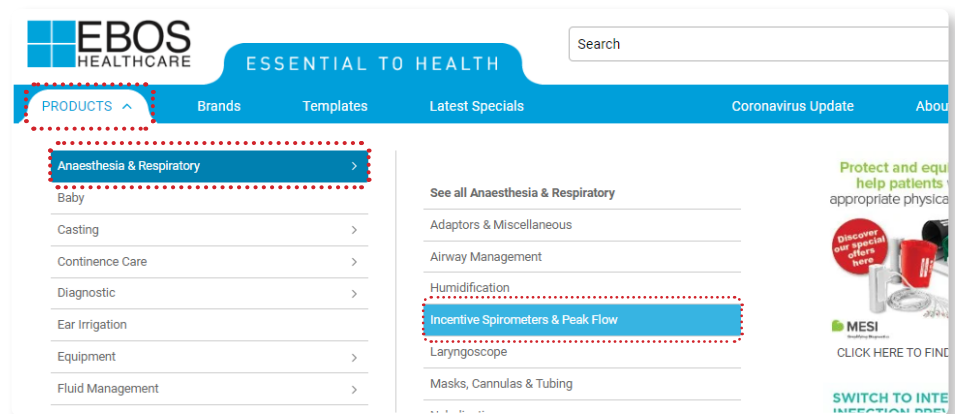 EBOS
HEALTHCARE
ESSENTIAL TO HEALTH
Search
PRODUCTS
Brands
Templates
Latest Specials
Coronavirus Update
Abou
Anaesthesia & Respiratory
Baby
Casting
Continence Care
Diagnostic
Ear Irrigation
Equipment
Fluid Management
See all Anaesthesia & Respiratory
Adaptors & Miscellaneous
Airway Management
Humidification
Incentive Spirometers & Peak Flow
Laryngoscope
Masks, Cannulas & Tubing
Protect and equi
help patients
appropriate physica
Discover
our special
offers
here
MESI
CLICK HERE TO FIND
SWITCH TO INTE